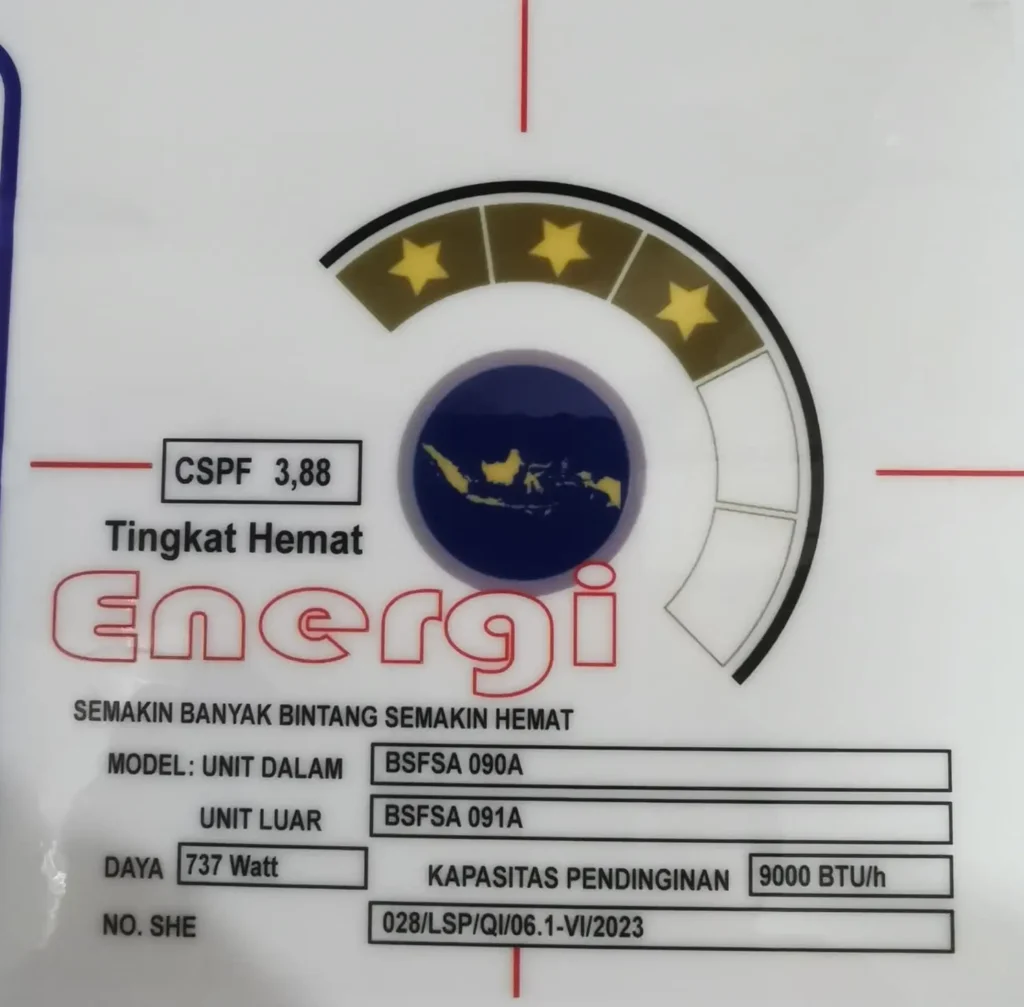 CSPF 3,88
Tingkat Hemat
Energi
SEMAKIN BANYAK BINTANG SEMAKIN HEMAT
MODEL: UNIT DALAM BSFSA 090A
UNIT LUAR BSFSA 091A
DAYA 737 Watt KAPASITAS PENDINGINAN 9000 BTU/h
NO. SHE 028/LSP/QI/06.1-VI/2023